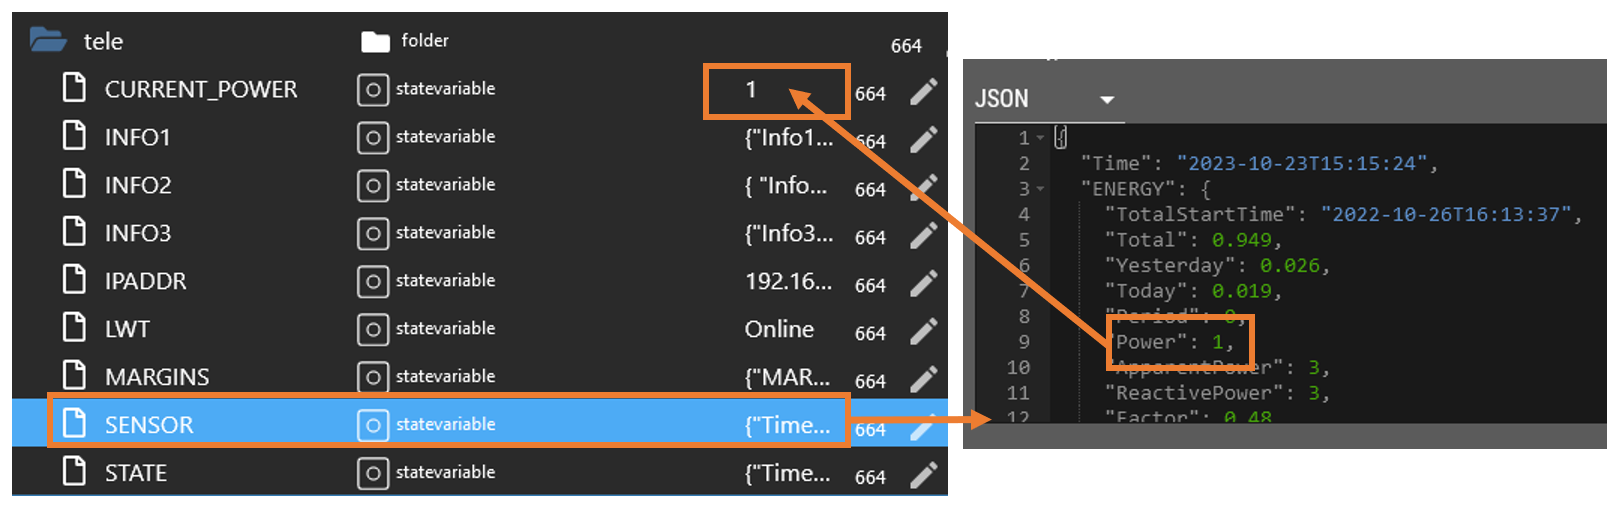 tele folder 664
CURRENT_POWER statevariable 1 664
INFO1 statevariable {"Info1... 664
INFO2 statevariable { "Info... 664
INFO3 statevariable {"Info3... 664
IPADDR statevariable 192.16... 664
LWT statevariable Online 664
MARGINS statevariable {"MAR... 664
SENSOR statevariable {"Time... 664
STATE statevariable {"Time... 664
JSON
1 {
2 "Time": "2023-10-23T15:15:24",
3 "ENERGY": {
4 "TotalStartTime": "2022-10-26T16:13:37",
5 "Total": 0.949,
6 "Yesterday": 0.026,
7 "Today": 0.019,
8 "Period": 0,
9 "Power": 1,
10 "ApparentPower": 3,
11 "ReactivePower": 3,
12 "Factor": 0.48